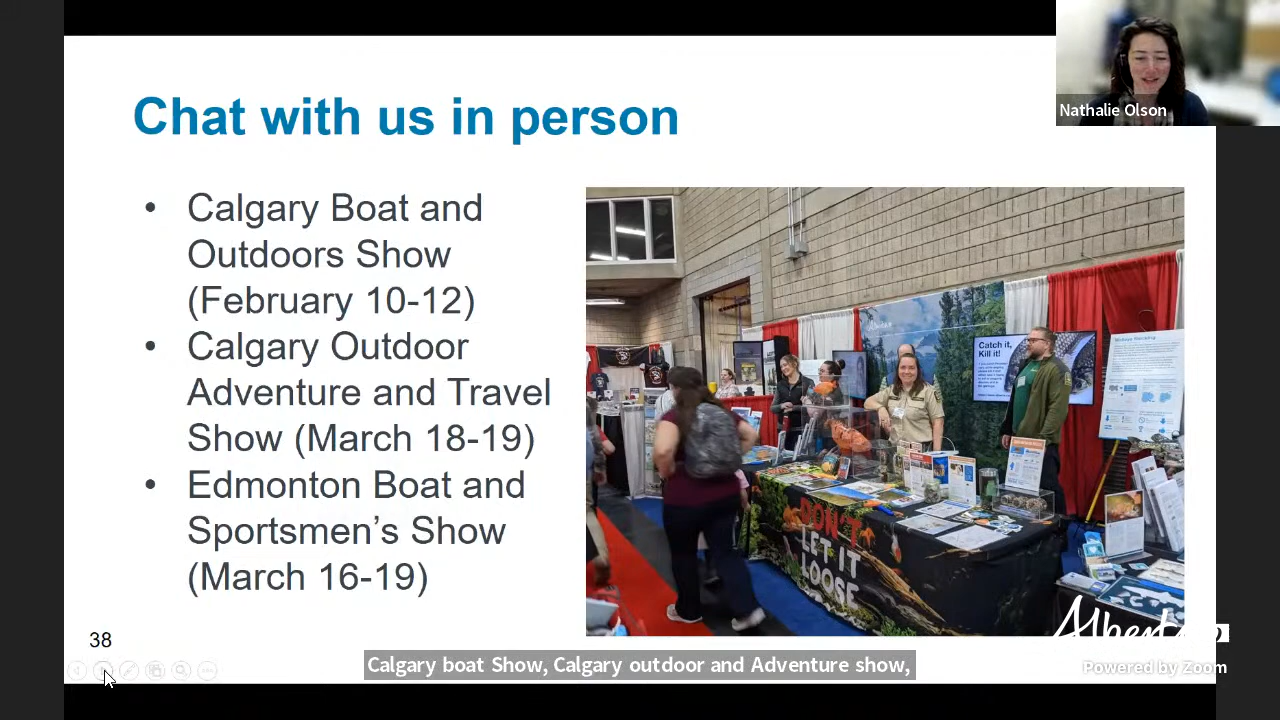 Chat with us in person
Nathalie Olson
• Calgary Boat and
Outdoors Show
(February 10-12)
• Calgary Outdoor
Adventure and Travel
Show (March 18-19)
• Edmonton Boat and
Sportsmen’s Show
(March 16-19)
Alberta
Catch it,
Kill it!
DON'T
LET IT
LOOSE
Alberta
38
Calgary boat Show, Calgary outdoor and Adventure show,
Powered by Zoom